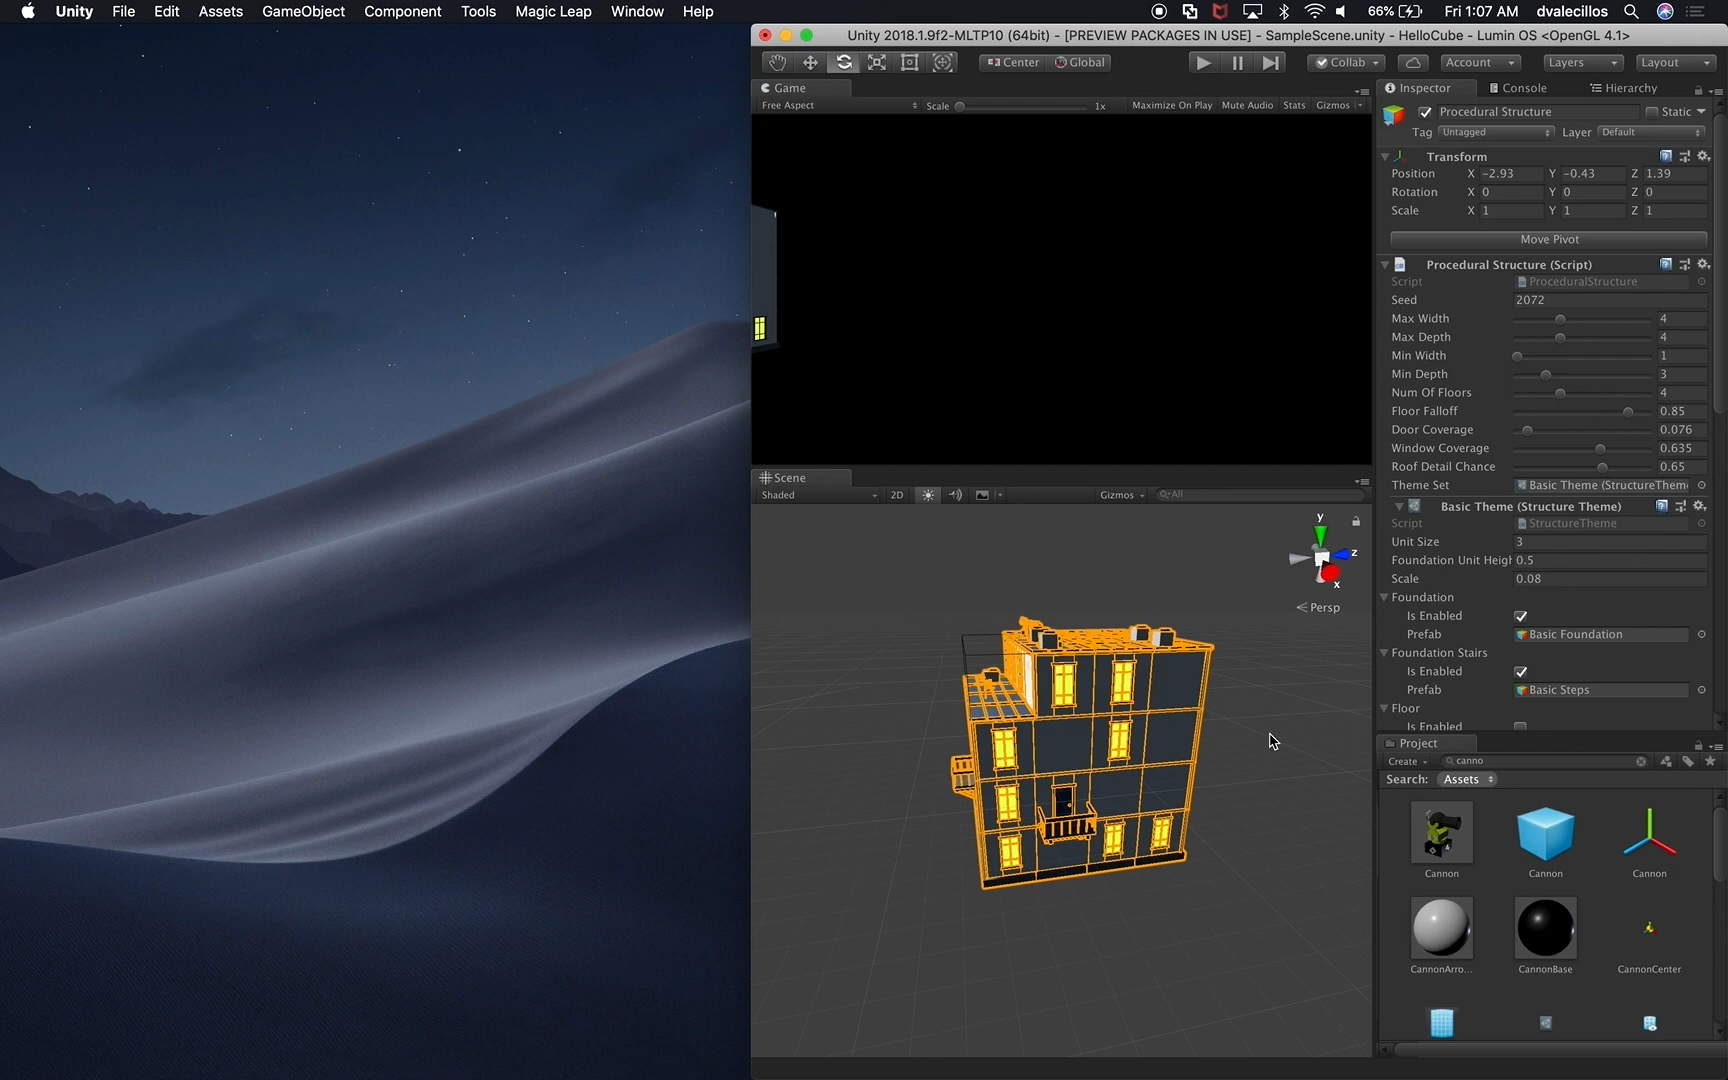 Unity File Edit Assets GameObject Component Tools Magic Leap Window Help 66% Fri 1:07 AM dvalecillos
Unity 2018.1.9f2-MLTP10 (64bit) - [PREVIEW PACKAGES IN USE] - SampleScene.unity - HelloCube - Lumin OS <OpenGL 4.1>
Center Global Collab Account Layers Layout
Game
Free Aspect Scale 1x Maximize On Play Mute Audio Stats Gizmos
Inspector Console Hierarchy
Procedural Structure Static
Tag Untagged Layer Default
Transform
Position X -2.93 Y -0.43 Z 1.39
Rotation X 0 Y 0 Z 0
Scale X 1 Y 1 Z 1
Move Pivot
Procedural Structure (Script)
Script ProceduralStructure
Seed 2072
Max Width 4
Max Depth 4
Min Width 1
Min Depth 3
Num Of Floors 4
Floor Falloff 0.85
Door Coverage 0.076
Window Coverage 0.635
Roof Detail Chance 0.65
Theme Set Basic Theme (StructureThem
Basic Theme (Structure Theme)
Script StructureTheme
Unit Size 3
Foundation Unit Heigh 0.5
Scale 0.08
Foundation
Is Enabled
Prefab Basic Foundation
Foundation Stairs
Is Enabled
Prefab Basic Steps
Floor
Is Enabled
Scene
Shaded 2D Gizmos All
y
z
x
Persp
Project
Create canno
Search: Assets
Cannon Cannon Cannon
CannonArro... CannonBase CannonCenter